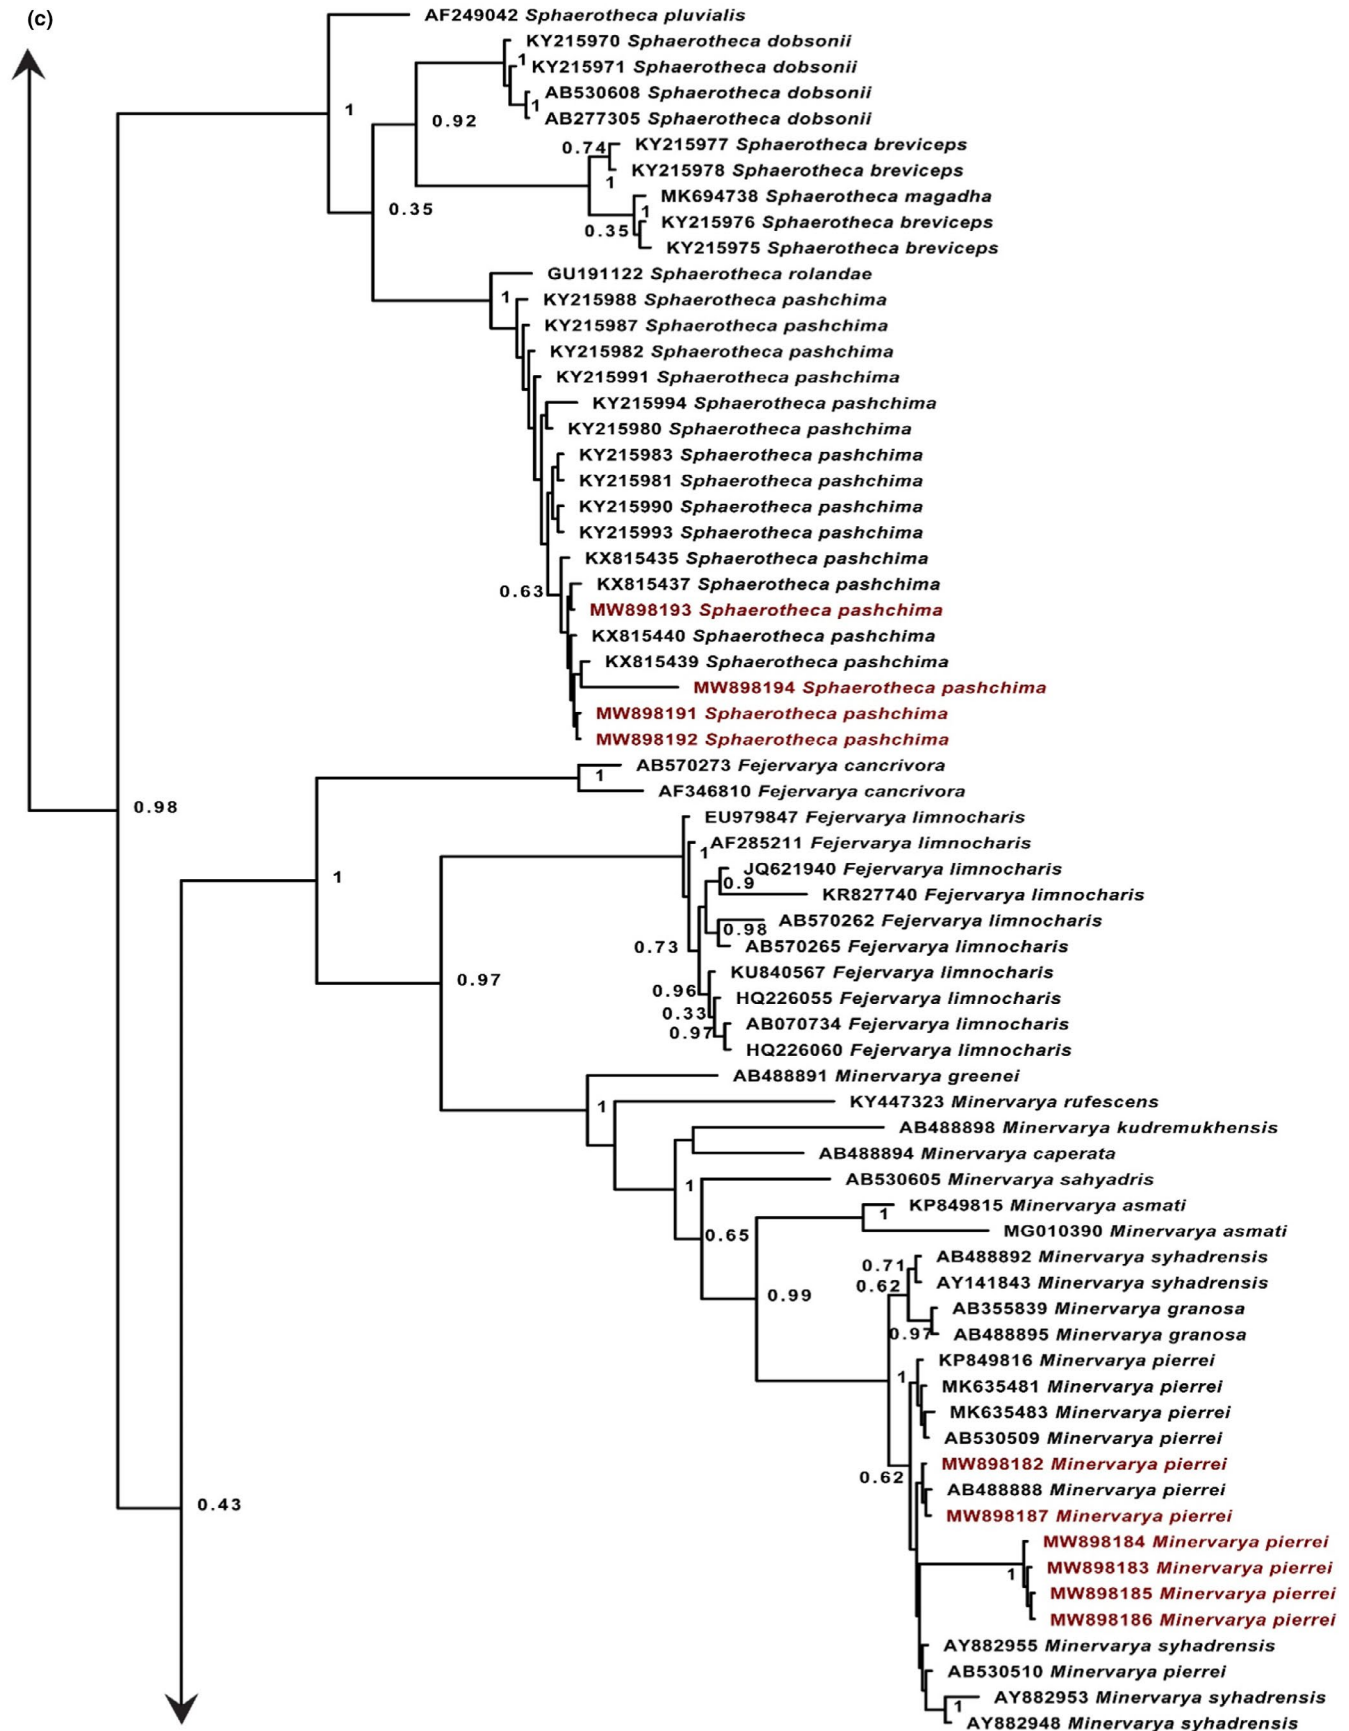 (c)
AF249042 Sphaerotheca pluvialis
KY215970 Sphaerotheca dobsonii
1
KY215971 Sphaerotheca dobsonii
AB530608 Sphaerotheca dobsonii
1
1
0.92
AB277305 Sphaerotheca dobsonii
KY215977 Sphaerotheca breviceps
0.74
KY215978 Sphaerotheca breviceps
1
MK694738 Sphaerotheca magadha
0.35
1
KY215976 Sphaerotheca breviceps
0.35
KY215975 Sphaerotheca breviceps
GU191122 Sphaerotheca rolandae
1
KY215988 Sphaerotheca pashchima
KY215987 Sphaerotheca pashchima
KY215982 Sphaerotheca pashchima
KY215991 Sphaerotheca pashchima
KY215994 Sphaerotheca pashchima
KY215980 Sphaerotheca pashchima
KY215983 Sphaerotheca pashchima
KY215981 Sphaerotheca pashchima
KY215990 Sphaerotheca pashchima
KY215993 Sphaerotheca pashchima
KX815435 Sphaerotheca pashchima
KX815437 Sphaerotheca pashchima
0.63
MW898193 Sphaerotheca pashchima
KX815440 Sphaerotheca pashchima
KX815439 Sphaerotheca pashchima
MW898194 Sphaerotheca pashchima
MW898191 Sphaerotheca pashchima
MW898192 Sphaerotheca pashchima
AB570273 Fejervarya cancrivora
1
AF346810 Fejervarya cancrivora
0.98
EU979847 Fejervarya limnocharis
AF285211 Fejervarya limnocharis
1
JQ621940 Fejervarya limnocharis
1
0.9
KR827740 Fejervarya limnocharis
AB570262 Fejervarya limnocharis
0.98
AB570265 Fejervarya limnocharis
0.73
KU840567 Fejervarya limnocharis
0.97
0.96
HQ226055 Fejervarya limnocharis
0.33
AB070734 Fejervarya limnocharis
0.97
HQ226060 Fejervarya limnocharis
AB488891 Minervarya greenei
1
KY447323 Minervarya rufescens
AB488898 Minervarya kudremukhensis
AB488894 Minervarya caperata
AB530605 Minervarya sahyadris
1
KP849815 Minervarya asmati
1
MG010390 Minervarya asmati
0.65
AB488892 Minervarya syhadrensis
0.71
AY141843 Minervarya syhadrensis
0.62
0.99
AB355839 Minervarya granosa
AB488895 Minervarya granosa
0.97
KP849816 Minervarya pierrei
1
MK635481 Minervarya pierrei
MK635483 Minervarya pierrei
AB530509 Minervarya pierrei
MW898182 Minervarya pierrei
0.62
AB488888 Minervarya pierrei
0.43
MW898187 Minervarya pierrei
MW898184 Minervarya pierrei
MW898183 Minervarya pierrei
1
MW898185 Minervarya pierrei
MW898186 Minervarya pierrei
AY882955 Minervarya syhadrensis
AB530510 Minervarya pierrei
AY882953 Minervarya syhadrensis
1
AY882948 Minervarya syhadrensis